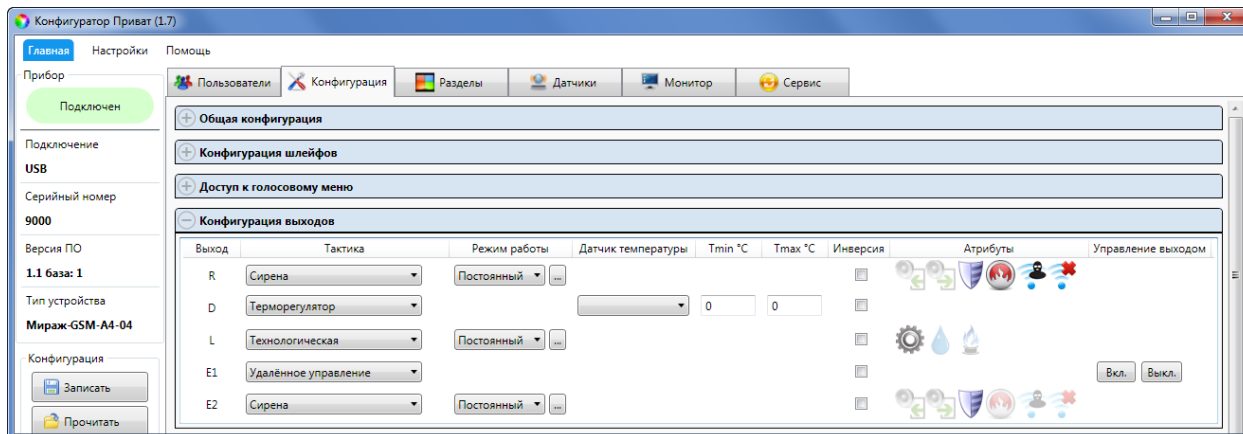 Конфигуратор Приват (1.7)
Главная Настройки Помощь
Прибор
Подключен
Подключение
USB
Серийный номер
9000
Версия ПО
1.1 база: 1
Тип устройства
Мираж-GSM-A4-04
Конфигурация
Записать
Прочитать
Пользователи Конфигурация Разделы Датчики Монитор Сервис
Общая конфигурация
Конфигурация шлейфов
Доступ к голосовому меню
Конфигурация выходов
Выход Тактика Режим работы Датчик температуры Tmin °C Tmax °C Инверсия Атрибуты Управление выходом
R Сирена Постоянный ...
D Терморегулятор 0 0
L Технологическая Постоянный ...
E1 Удалённое управление Вкл. Выкл.
E2 Сирена Постоянный ...